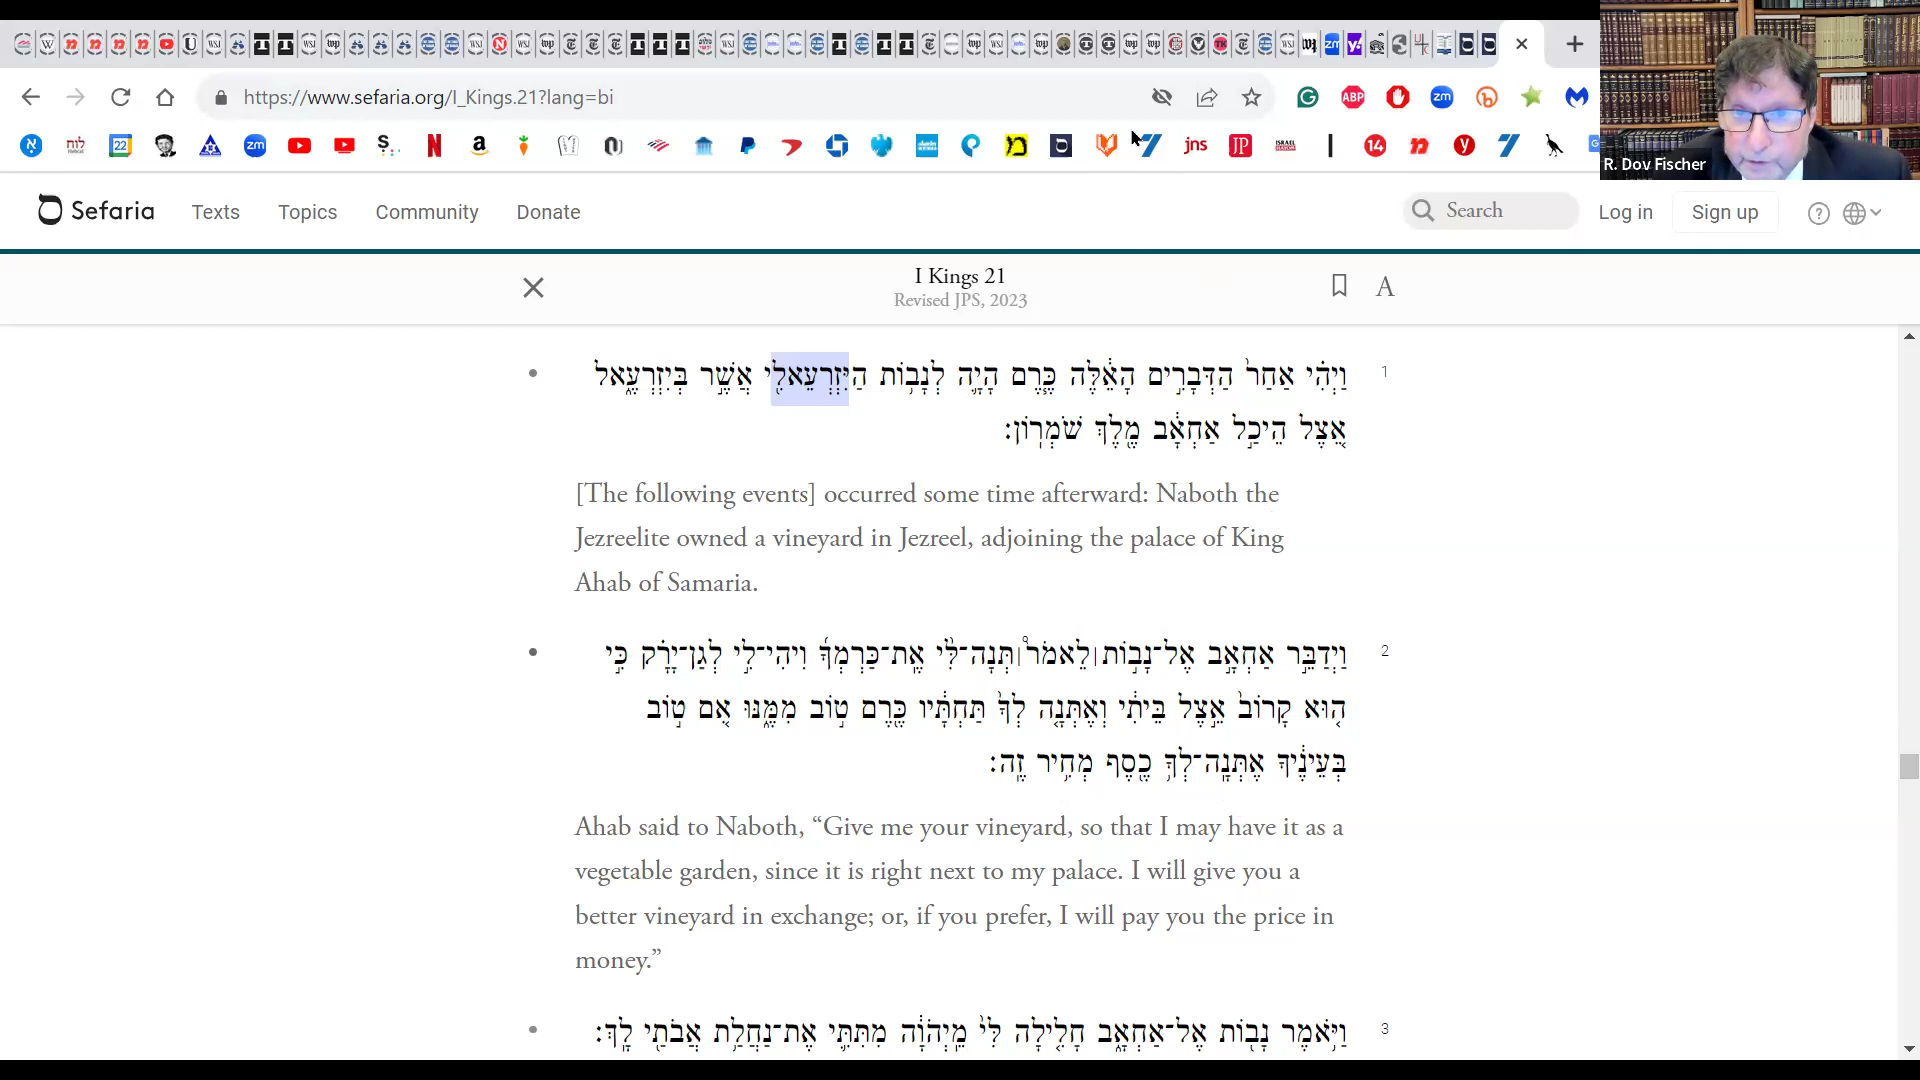 https://www.sefaria.org/I_Kings.21?lang=bi
R. Dov Fischer
Sefaria Texts Topics Community Donate Search Log in Sign up
I Kings 21
Revised JPS, 2023
1 וַיְהִ֗י אַחַר֙ הַדְּבָרִ֣ים הָאֵ֔לֶּה כֶּ֧רֶם הָיָ֛ה לְנָב֥וֹת הַיִּזְרְעֵאלִ֖י אֲשֶׁ֣ר בְּיִזְרְעֶ֑אל
אֵ֚צֶל הֵיכַ֣ל אַחְאָ֔ב מֶ֖לֶךְ שֹׁמְרֽוֹן׃
[The following events] occurred some time afterward: Naboth the
Jezreelite owned a vineyard in Jezreel, adjoining the palace of King
Ahab of Samaria.
2 וַיְדַבֵּ֣ר אַחְאָ֣ב אֶל־נָב֣וֹת׀לֵאמֹר֩׀תְּנָה־לִּ֨י אֶֽת־כַּרְמְךָ֜ וִיהִי־לִ֣י לְגַן־יָרָ֗ק כִּ֣י
ה֤וּא קָרוֹב֙ אֵ֣צֶל בֵּיתִ֔י וְאֶתְּנָ֤ה לְךָ֙ תַּחְתָּ֔יו כֶּ֖רֶם ט֣וֹב מִמֶּ֑נּוּ אִ֚ם ט֣וֹב
בְּעֵינֶ֔יךָ אֶתְּנָה־לְךָ֥ כֶ֖סֶף מְחִ֥יר זֶֽה׃
Ahab said to Naboth, “Give me your vineyard, so that I may have it as a
vegetable garden, since it is right next to my palace. I will give you a
better vineyard in exchange; or, if you prefer, I will pay you the price in
money.”
3 וַיֹּ֥אמֶר נָב֖וֹת אֶל־אַחְאָ֑ב חָלִ֤ילָה לִּי֙ מֵֽיְהֹוָ֔ה מִתִּתִּ֛י אֶת־נַחֲלַ֥ת אֲבֹתַ֖י לָֽךְ׃